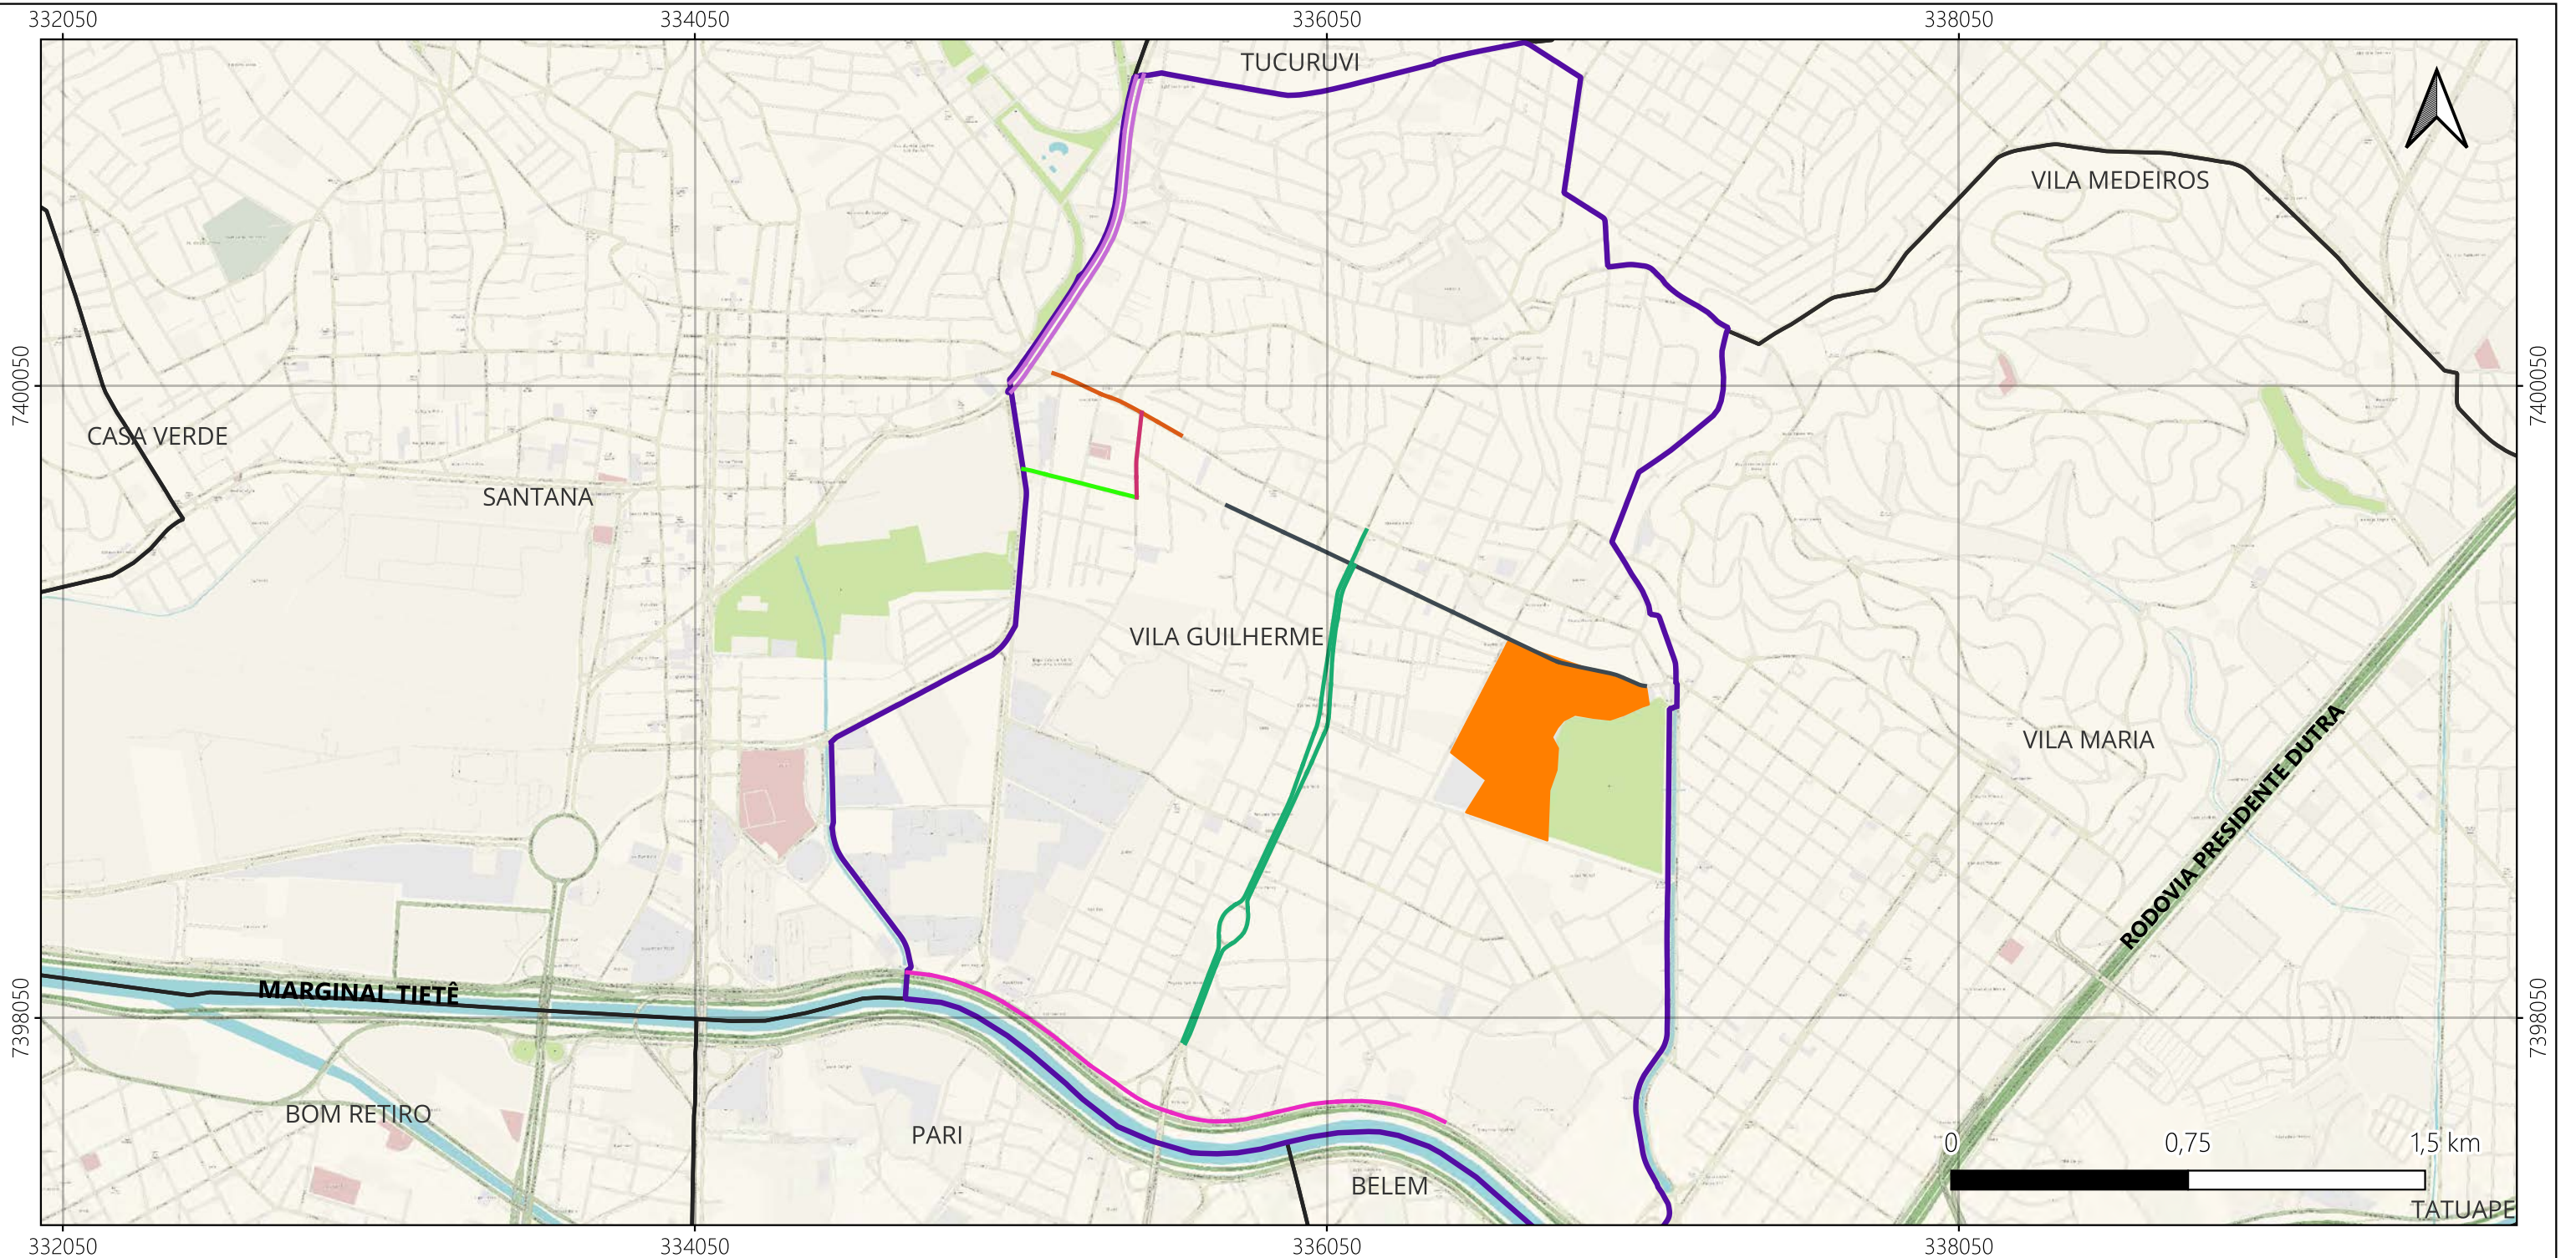 332050
334050
336050
338050
TUCURUVI
VILA MEDEIROS
7400050
7400050
CASA VERDE
SANTANA
VILA GUILHERME
VILA MARIA
RODOVIA PRESIDENTE DUTRA
MARGINAL TIETÊ
7398050
7398050
BOM RETIRO
PARI
BELEM
0
0,75
1,5 km
TATUAPE
332050
334050
336050
338050